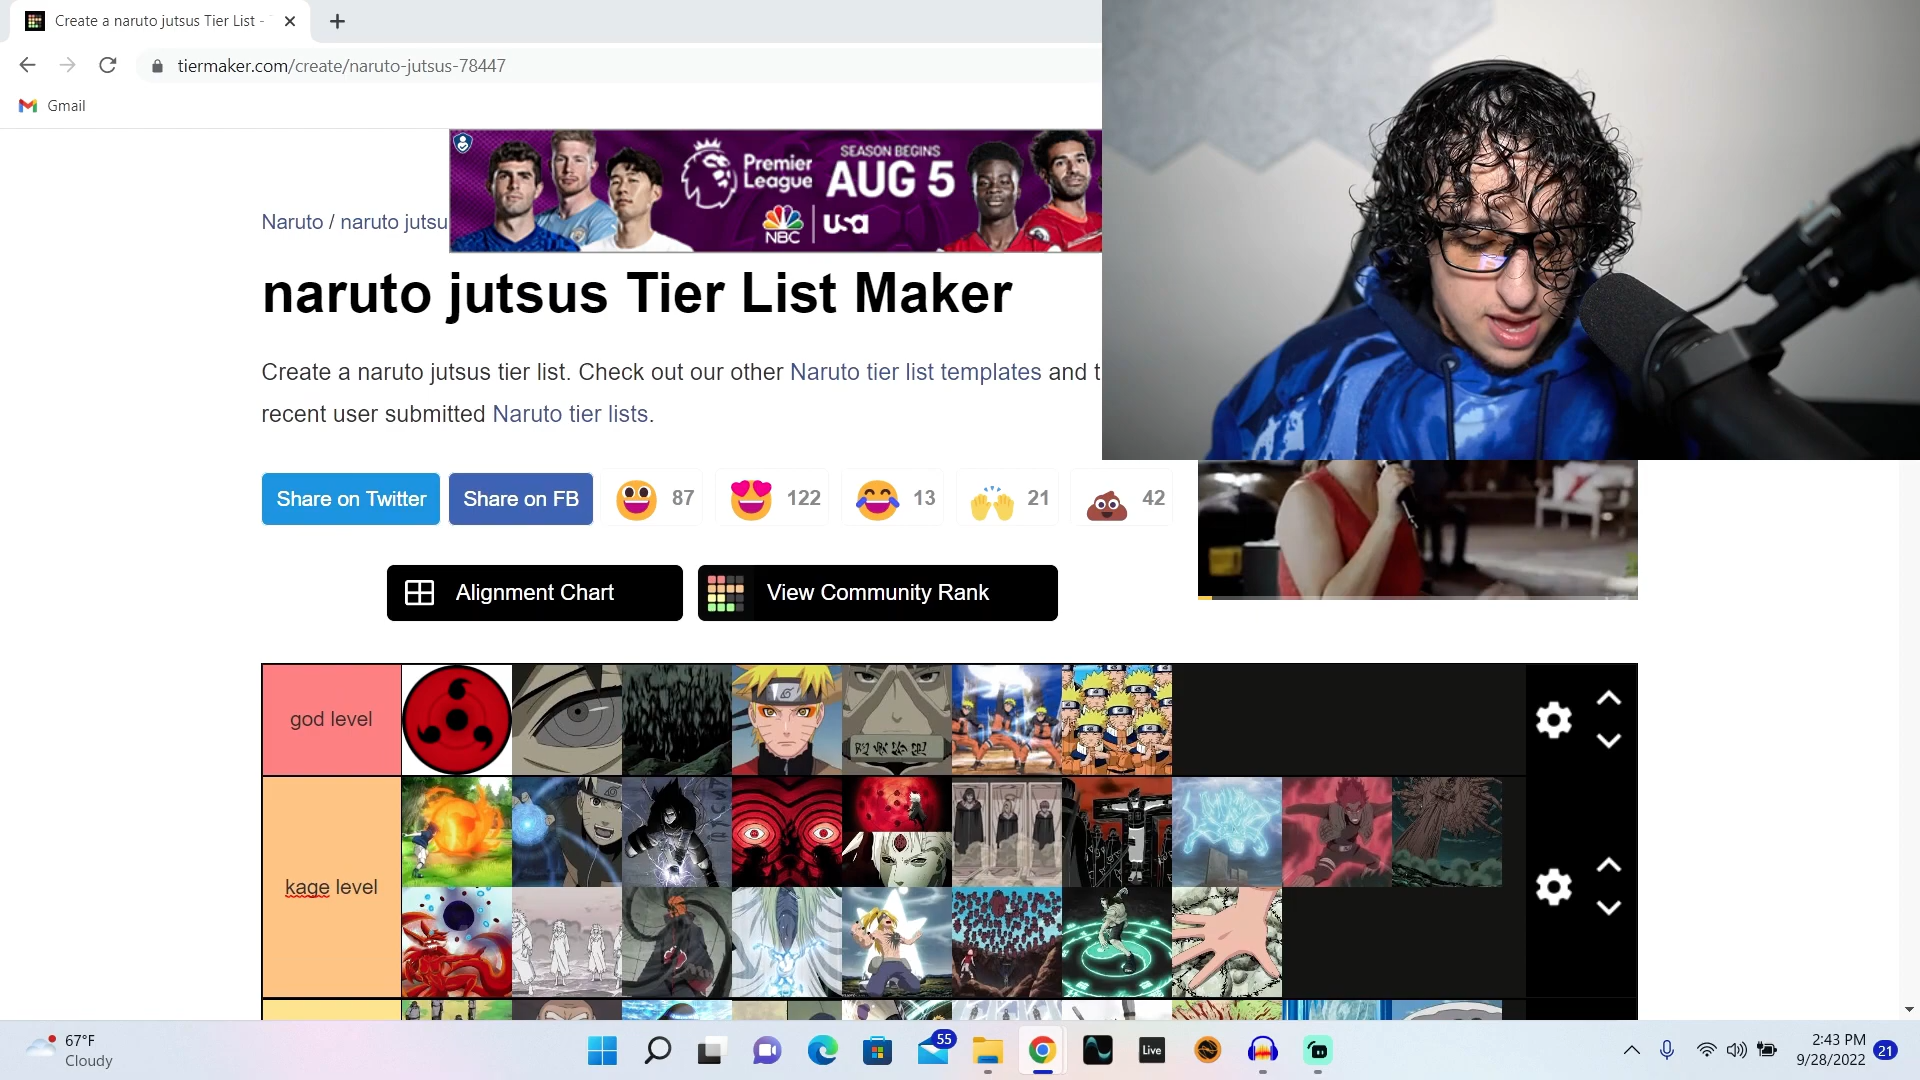 Create a naruto jutsus Tier List -
tiermaker.com/create/naruto-jutsus-78447
Gmail
Premier League
SEASON BEGINS
AUG 5
NBC
usa
Naruto / naruto jutsu
naruto jutsus Tier List Maker
Create a naruto jutsus tier list. Check out our other Naruto tier list templates and t
recent user submitted Naruto tier lists.
Share on Twitter
Share on FB
87
122
13
21
42
Alignment Chart
View Community Rank
god level
kage level
67°F
Cloudy
55
Live
2:43 PM
9/28/2022
21